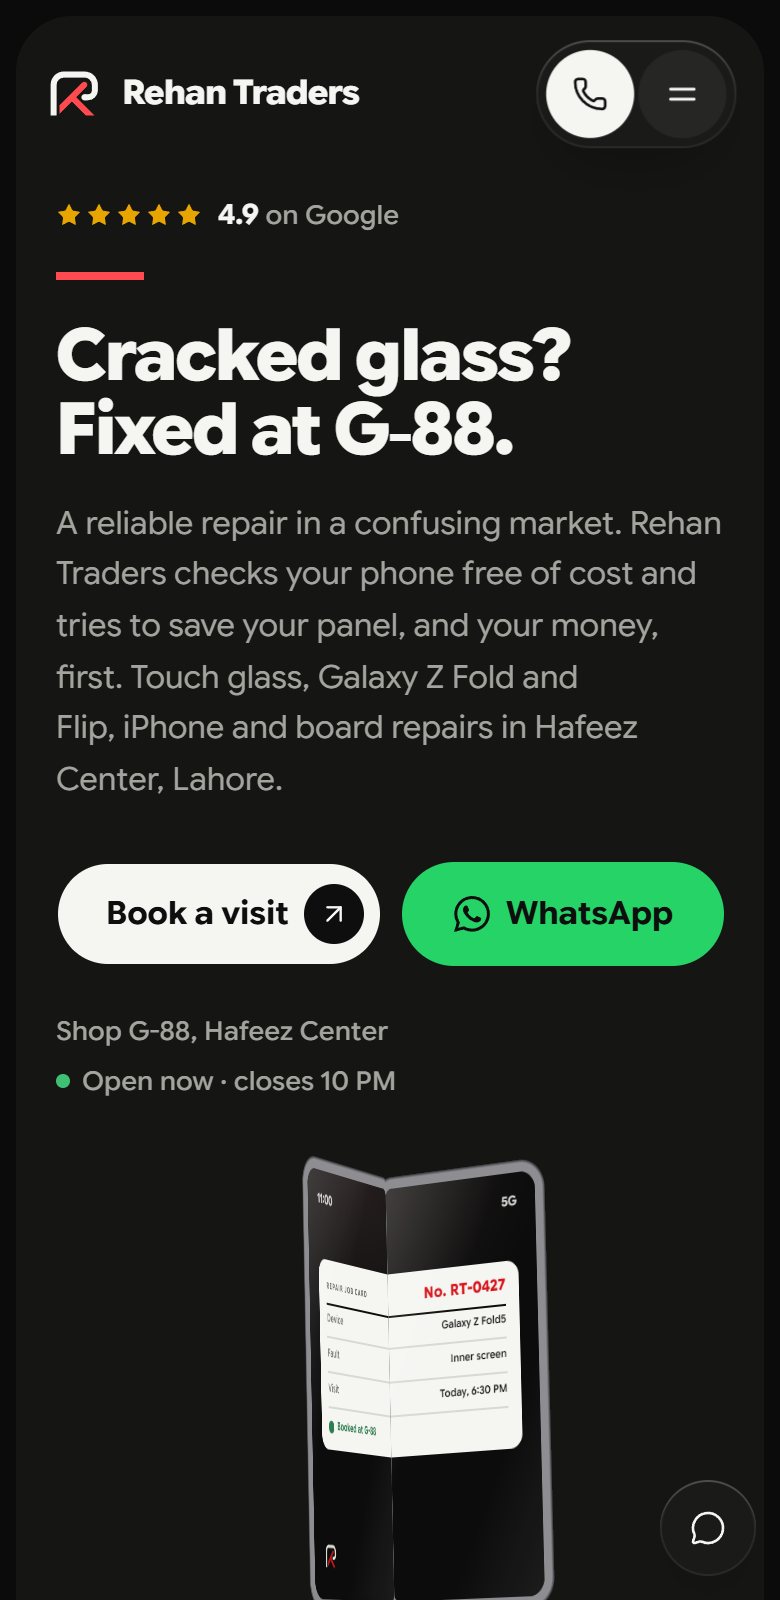 Rehan Traders
4.9 on Google
Cracked glass?
Fixed at G-88.
A reliable repair in a confusing market. Rehan
Traders checks your phone free of cost and
tries to save your panel, and your money,
first. Touch glass, Galaxy Z Fold and
Flip, iPhone and board repairs in Hafeez
Center, Lahore.
Book a visit
WhatsApp
Shop G-88, Hafeez Center
Open now · closes 10 PM
11:00
5G
REPAIR JOB CARD
No. RT-0427
Device
Galaxy Z Fold5
Fault
Inner screen
Visit
Today, 6:30 PM
Booked at G-88